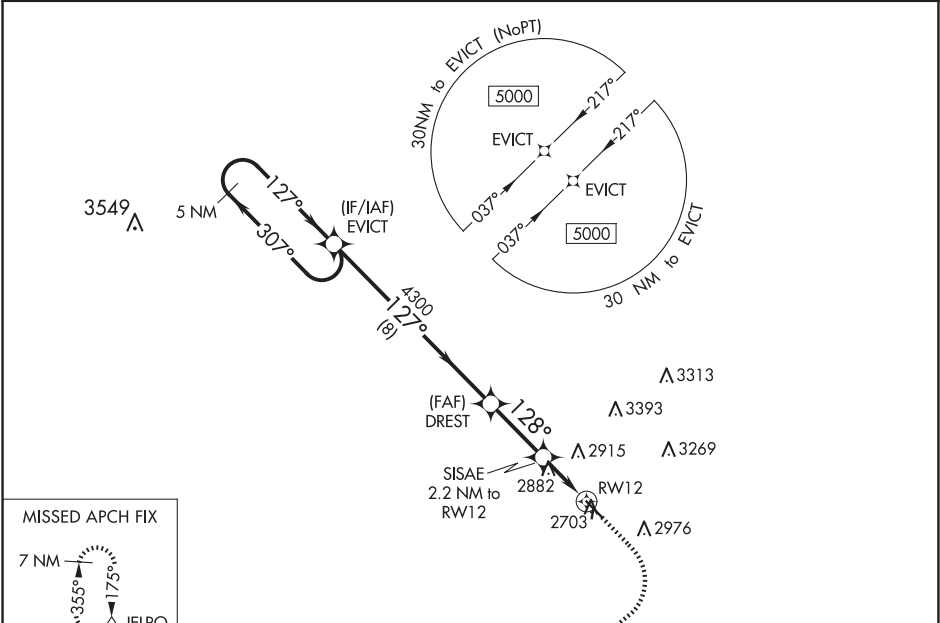 30NM to EVICT (NoPT)
5000
217°
EVICT
037°
217°
EVICT
037°
5000
30 NM to EVICT
3549
5 NM
127°
307°
(IF/IAF)
EVICT
4300
127°
(8)
(FAF)
DREST
128°
3313
3393
2915
3269
SISAE
2.2 NM to
RW12
2882
RW12
2703
2976
MISSED APCH FIX
7 NM
355°
175°